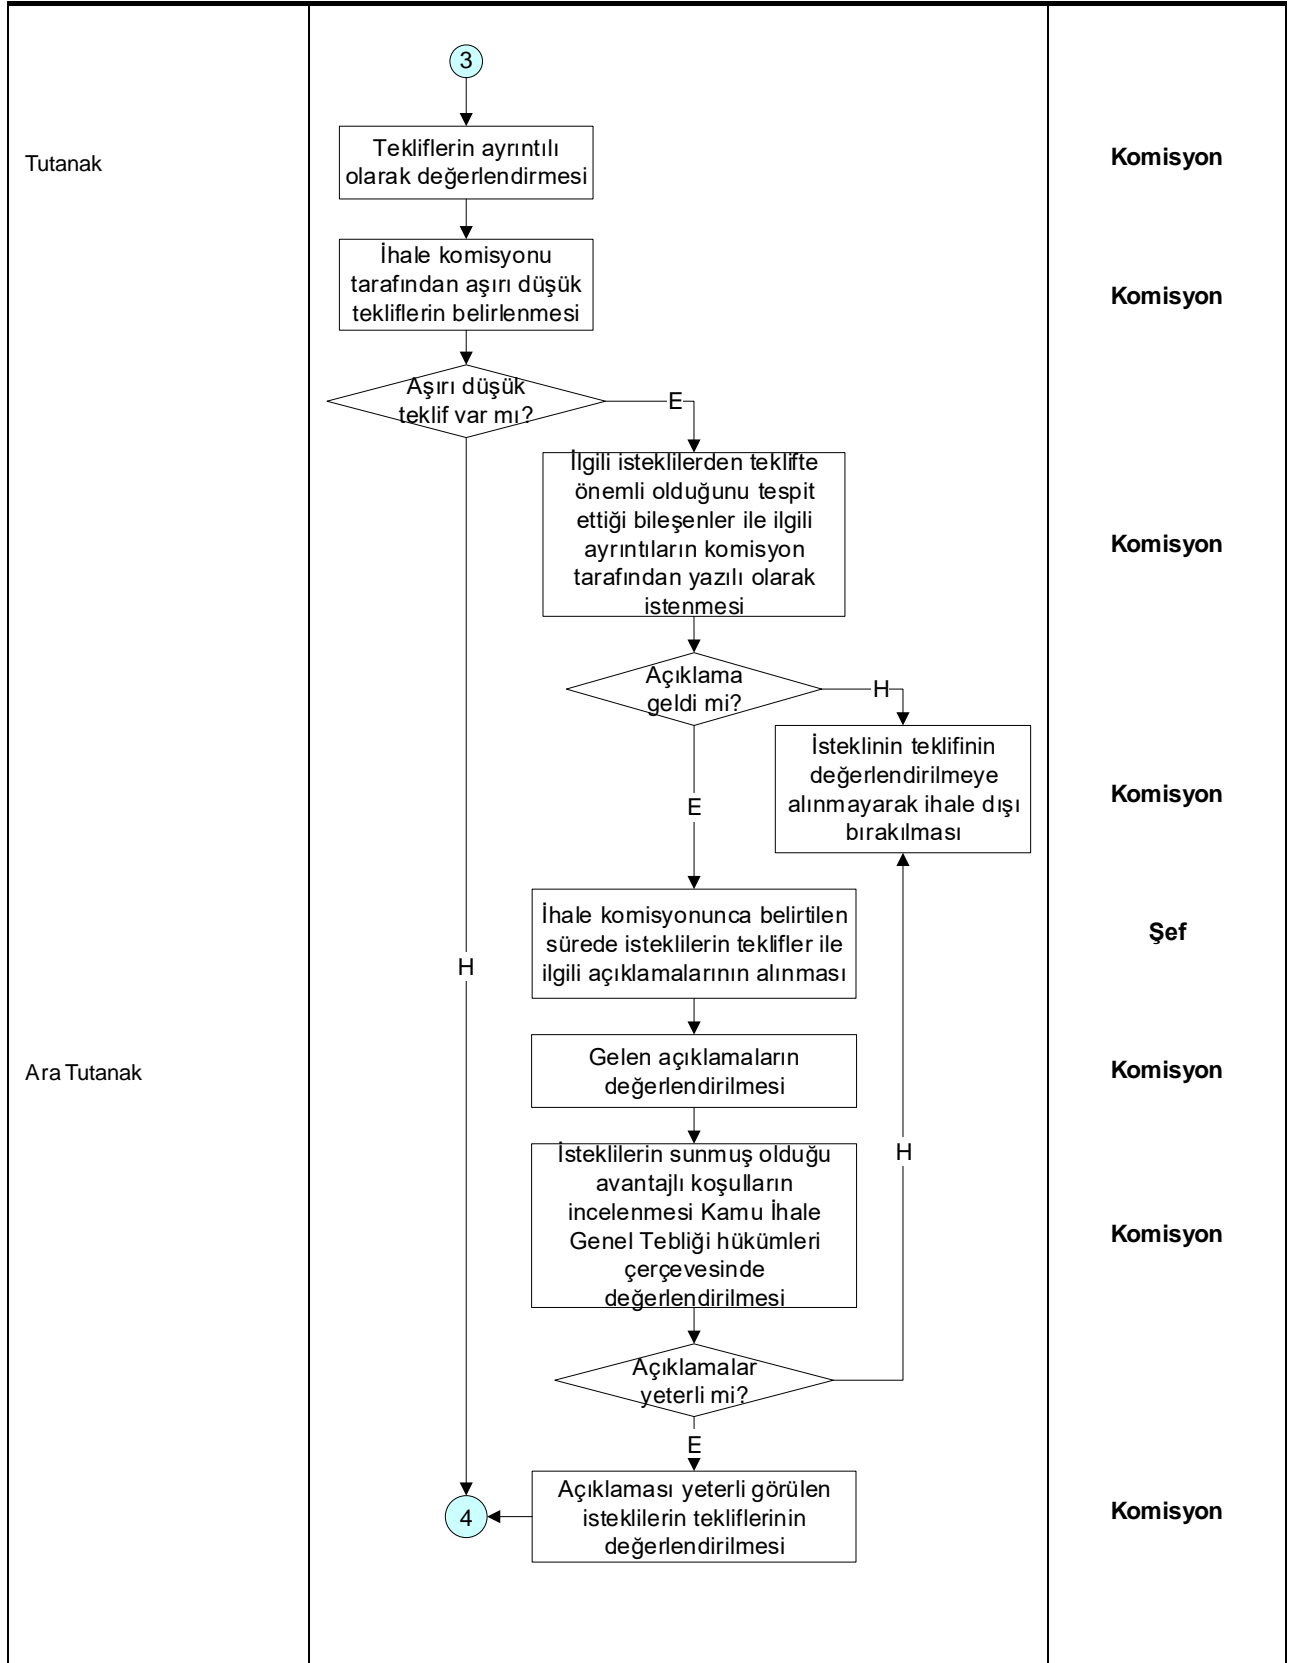 3
Tutanak
Tekliflerin ayrıntılı
olarak değerlendirmesi
Komisyon
İhale komisyonu
tarafından aşırı düşük
tekliflerin belirlenmesi
Komisyon
Aşırı düşük
teklif var mı?
E
İlgili isteklilerden teklifte
önemli olduğunu tespit
ettiği bileşenler ile ilgili
ayrıntıların komisyon
tarafından yazılı olarak
istenmesi
Komisyon
Açıklama
geldi mi?
H
İsteklinin teklifinin
değerlendirilmeye
alınmayarak ihale dışı
bırakılması
Komisyon
E
İhale komisyonunca belirtilen
sürede isteklilerin teklifler ile
ilgili açıklamalarının alınması
Şef
H
Ara Tutanak
Gelen açıklamaların
değerlendirilmesi
Komisyon
İsteklilerin sunmuş olduğu
avantajlı koşulların
incelenmesi Kamu İhale
Genel Tebliği hükümleri
çerçevesinde
değerlendirilmesi
H
Komisyon
Açıklamalar
yeterli mi?
E
4
Açıklaması yeterli görülen
isteklilerin tekliflerinin
değerlendirilmesi
Komisyon